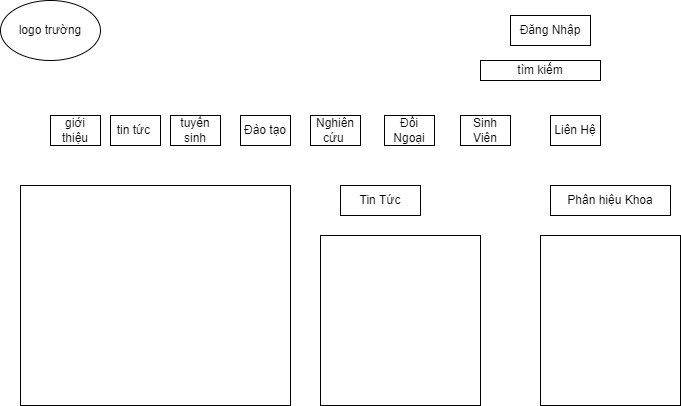 logo trường
Đăng Nhập
tìm kiếm
giới
thiệu
tin tức
tuyển
sinh
Đào tạo
Nghiên
cứu
Đối
Ngoại
Sinh
Viên
Liên Hệ
Tin Tức
Phân hiệu Khoa